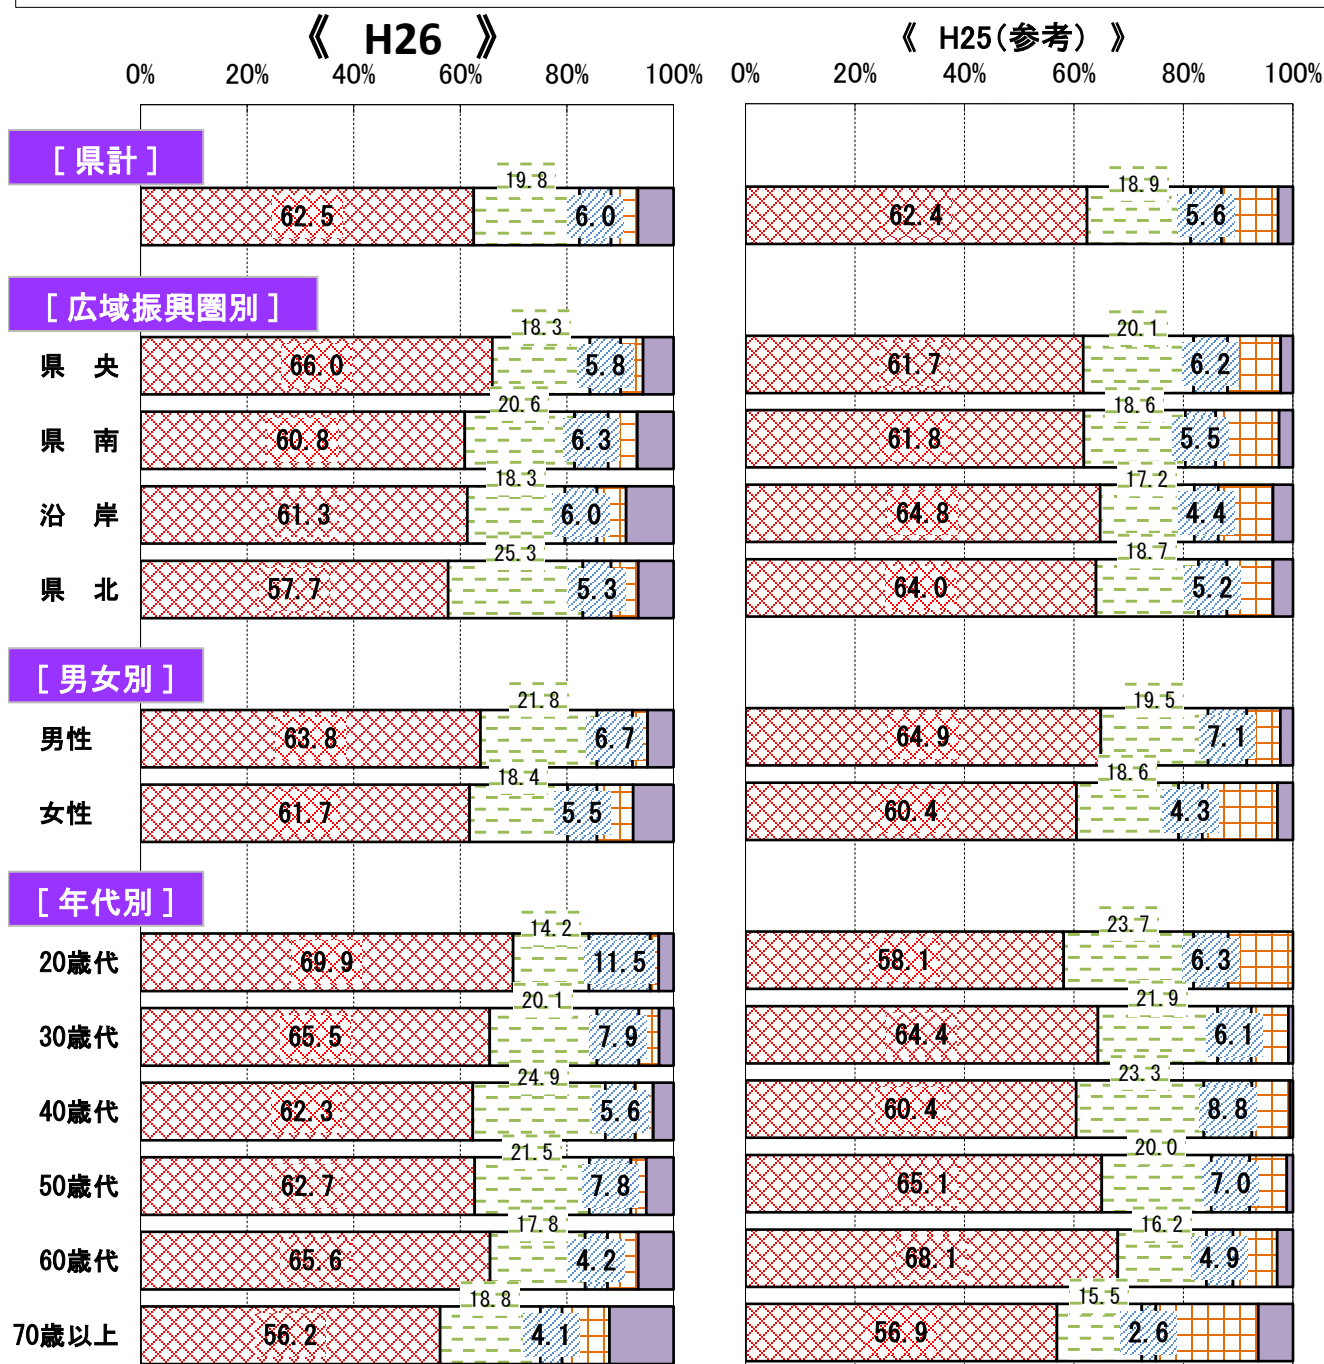 《 H26 》 《 H25(参考) 》
0% 20% 40% 60% 80% 100% 0% 20% 40% 60% 80% 100%
[ 県計 ]
19.8 18.9
62.5 6.0 62.4 5.6
[ 広域振興圏別 ]
18.3 20.1
県 央 66.0 5.8 61.7 6.2
20.6 18.6
県 南 60.8 6.3 61.8 5.5
18.3 17.2
沿 岸 61.3 6.0 64.8 4.4
25.3 18.7
県 北 57.7 5.3 64.0 5.2
[ 男女別 ]
21.8 19.5
男性 63.8 6.7 64.9 7.1
18.4 18.6
女性 61.7 5.5 60.4 4.3
[ 年代別 ]
14.2 23.7
20歳代 69.9 11.5 58.1 6.3
20.1 21.9
30歳代 65.5 7.9 64.4 6.1
24.9 23.3
40歳代 62.3 5.6 60.4 8.8
21.5 20.0
50歳代 62.7 7.8 65.1 7.0
17.8 16.2
60歳代 65.6 4.2 68.1 4.9
18.8 15.5
70歳以上 56.2 4.1 56.9 2.6